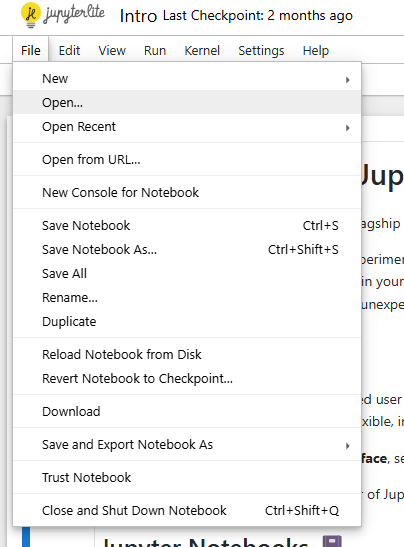 jupyterlite Intro Last Checkpoint: 2 months ago
File Edit View Run Kernel Settings Help
New
Open...
Open Recent
Open from URL...
New Console for Notebook
Save Notebook Ctrl+S
Save Notebook As... Ctrl+Shift+S
Save All
Rename...
Duplicate
Reload Notebook from Disk
Revert Notebook to Checkpoint...
Download
Save and Export Notebook As
Trust Notebook
Close and Shut Down Notebook Ctrl+Shift+Q
Jup
agship
perimen
in your
unexpe
ed user
xible, in
face, se
r of Jup
Jupyter Notebooks